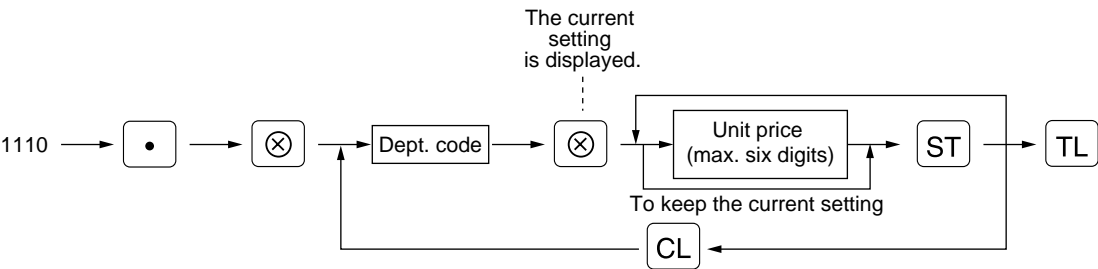 The current
setting
is displayed.
1110
•
⊗
Dept. code
⊗
Unit price
(max. six digits)
ST
TL
To keep the current setting
CL